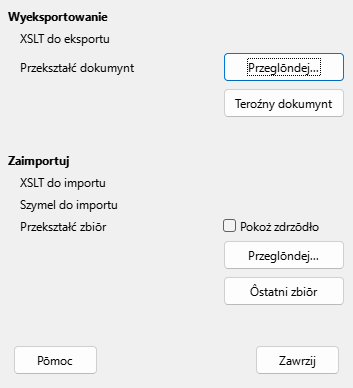 Wyeksportowanie
XSLT do eksportu
Przekształć dokumynt
Przeglōndej...
Teroźny dokumynt
Zaimportuj
XSLT do importu
Szymel do importu
Przekształć zbiōr
Pokoż zdrzōdło
Przeglōndej...
Ôstatni zbiōr
Pōmoc
Zawrzij